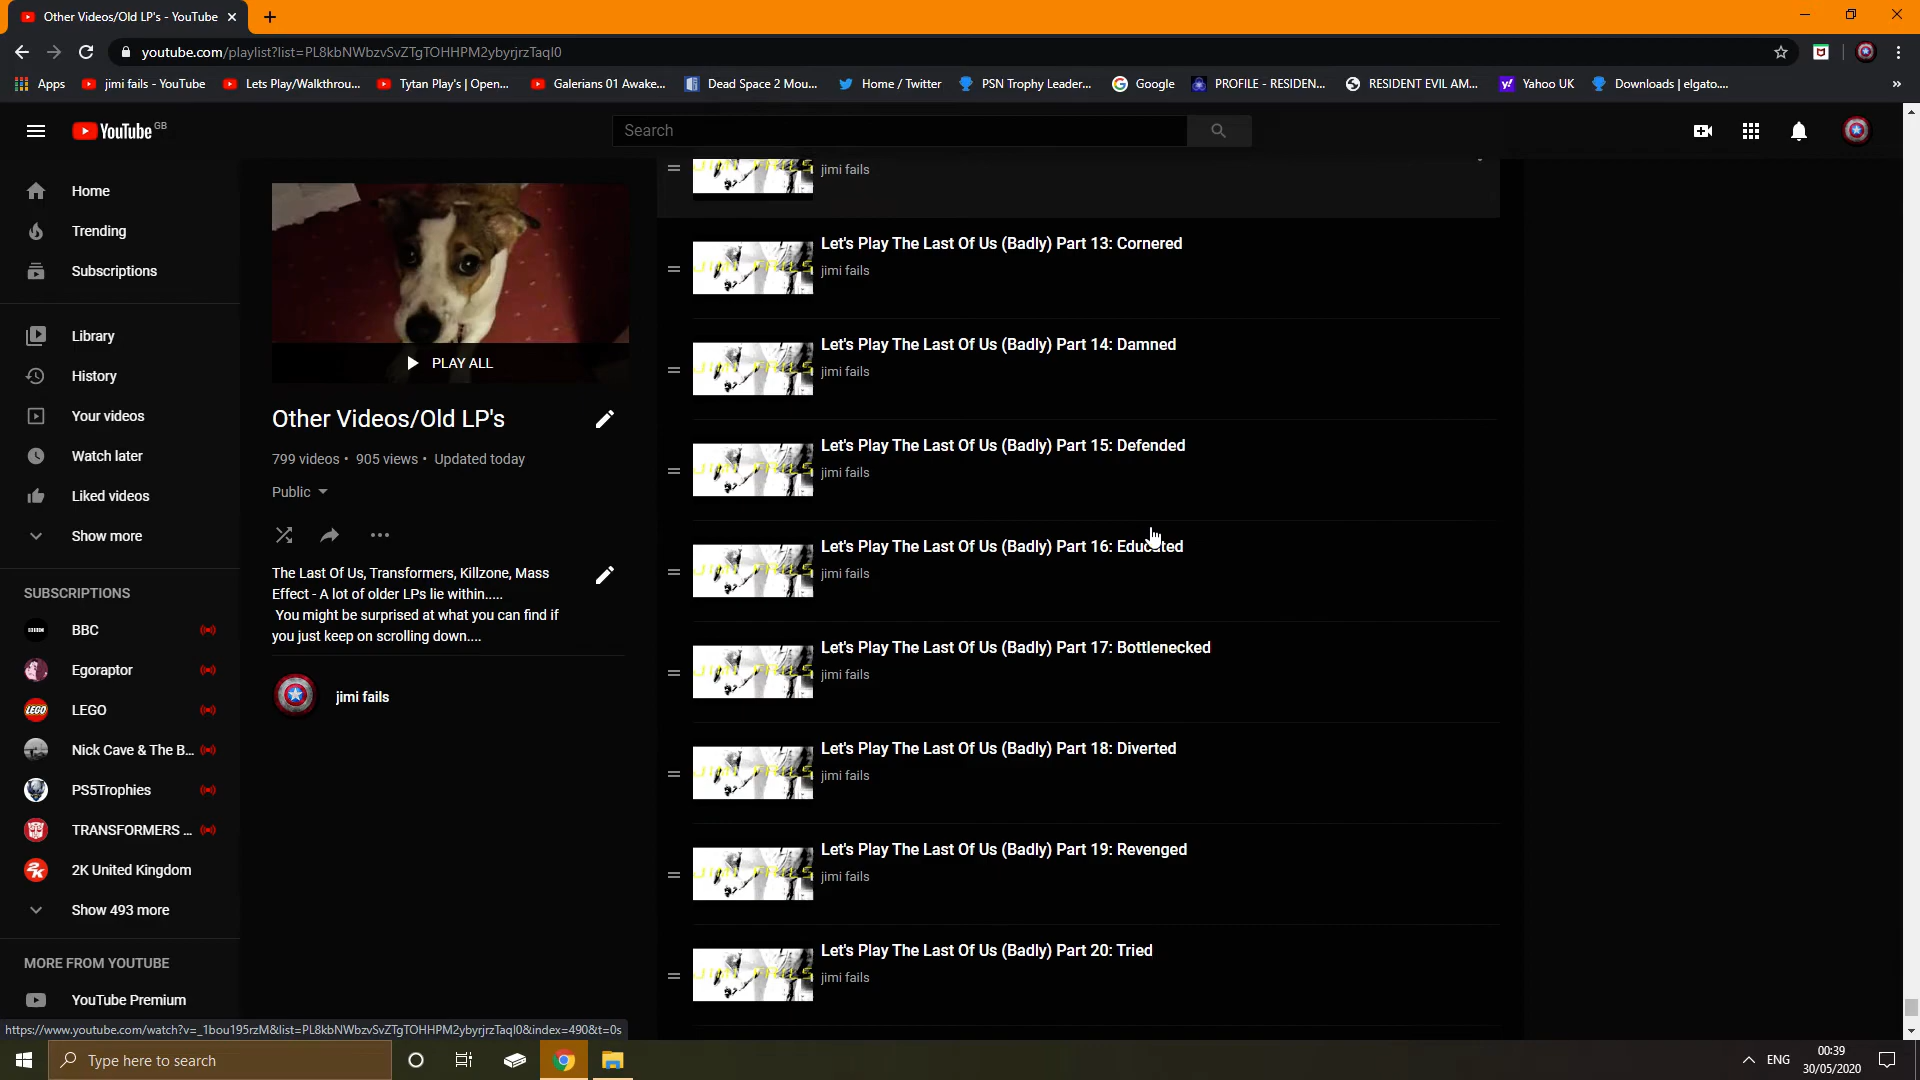 Other Videos/Old LP's - YouTube
youtube.com/playlist?list=PL8kbNWbzvSvZTgTOHHPM2ybyrjrzTaqI0
Apps
jimi fails - YouTube
Lets Play/Walkthrou...
Tytan Play's | Open...
Galerians 01 Awake...
Dead Space 2 Mou...
Home / Twitter
PSN Trophy Leader...
Google
PROFILE - RESIDEN...
RESIDENT EVIL AM...
Yahoo UK
Downloads | elgato....
YouTube GB
Search
Home
Trending
Subscriptions
Library
History
Your videos
Watch later
Liked videos
Show more
SUBSCRIPTIONS
BBC
Egoraptor
LEGO
Nick Cave & The B...
PS5Trophies
TRANSFORMERS ...
2K United Kingdom
Show 493 more
MORE FROM YOUTUBE
YouTube Premium
PLAY ALL
Other Videos/Old LP's
799 videos • 905 views • Updated today
Public
The Last Of Us, Transformers, Killzone, Mass
Effect - A lot of older LPs lie within.....
You might be surprised at what you can find if
you just keep on scrolling down....
jimi fails
jimi fails
Let's Play The Last Of Us (Badly) Part 13: Cornered
jimi fails
Let's Play The Last Of Us (Badly) Part 14: Damned
jimi fails
Let's Play The Last Of Us (Badly) Part 15: Defended
jimi fails
Let's Play The Last Of Us (Badly) Part 16: Educated
jimi fails
Let's Play The Last Of Us (Badly) Part 17: Bottlenecked
jimi fails
Let's Play The Last Of Us (Badly) Part 18: Diverted
jimi fails
Let's Play The Last Of Us (Badly) Part 19: Revenged
jimi fails
Let's Play The Last Of Us (Badly) Part 20: Tried
jimi fails
https://www.youtube.com/watch?v=_1bou195rzM&list=PL8kbNWbzvSvZTgTOHHPM2ybyrjrzTaqI0&index=490&t=0s
Type here to search
ENG
00:39
30/05/2020